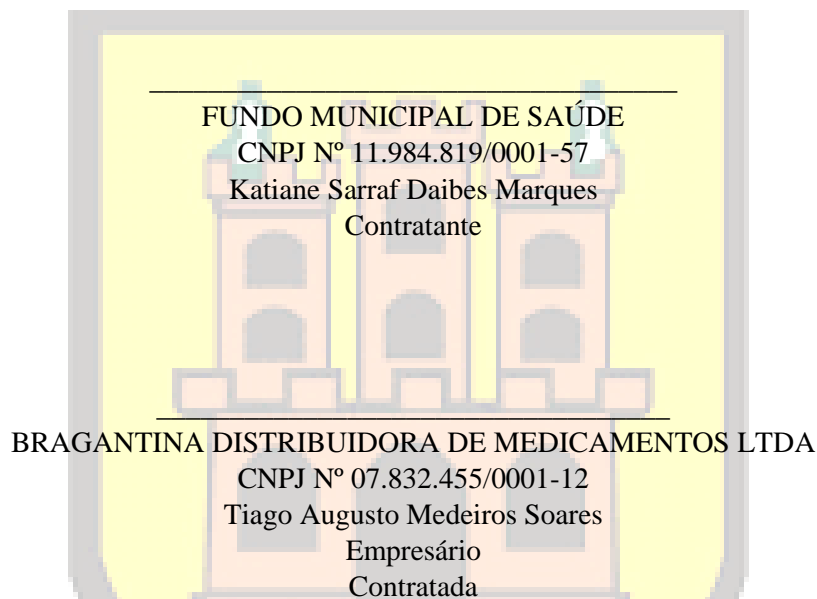 FUNDO MUNICIPAL DE SAÚDE
CNPJ Nº 11.984.819/0001-57
Katiane Sarraf Daibes Marques
Contratante
BRAGANTINA DISTRIBUIDORA DE MEDICAMENTOS LTDA
CNPJ Nº 07.832.455/0001-12
Tiago Augusto Medeiros Soares
Empresário
Contratada